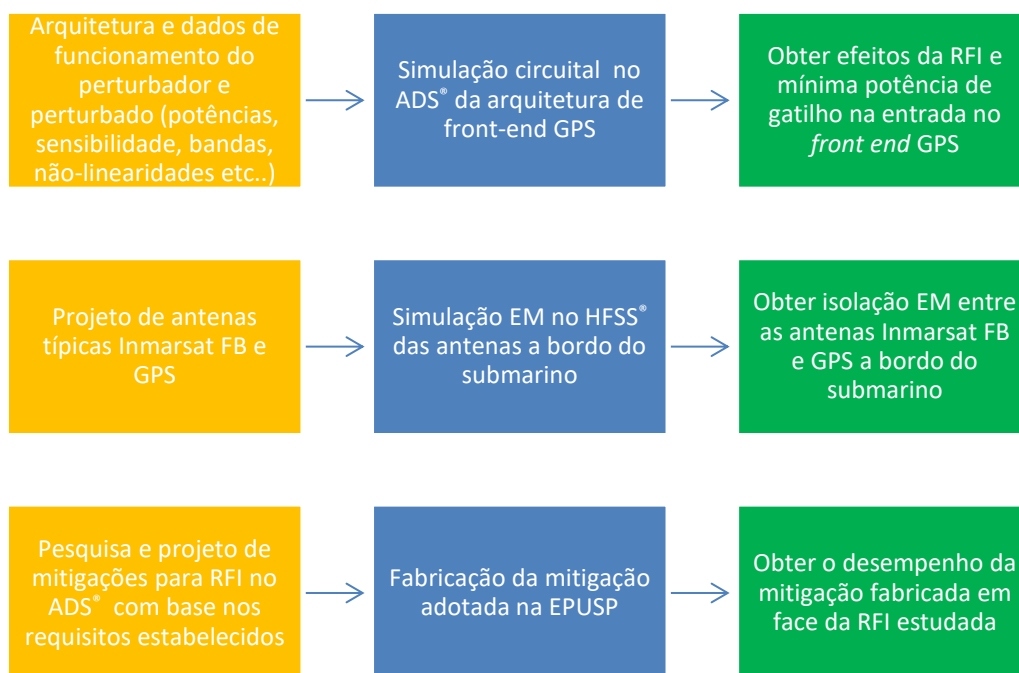 Arquitetura e dados de
funcionamento do
perturbador e
perturbado (potências,
sensibilidade, bandas,
não-linearidades etc..)
Simulação circuital no
ADS® da arquitetura de
front-end GPS
Obter efeitos da RFI e
mínima potência de
gatilho na entrada no
front end GPS
Projeto de antenas
típicas Inmarsat FB e
GPS
Simulação EM no HFSS®
das antenas a bordo do
submarino
Obter isolação EM entre
as antenas Inmarsat FB
e GPS a bordo do
submarino
Pesquisa e projeto de
mitigações para RFI no
ADS® com base nos
requisitos estabelecidos
Fabricação da mitigação
adotada na EPUSP
Obter o desempenho da
mitigação fabricada em
face da RFI estudada